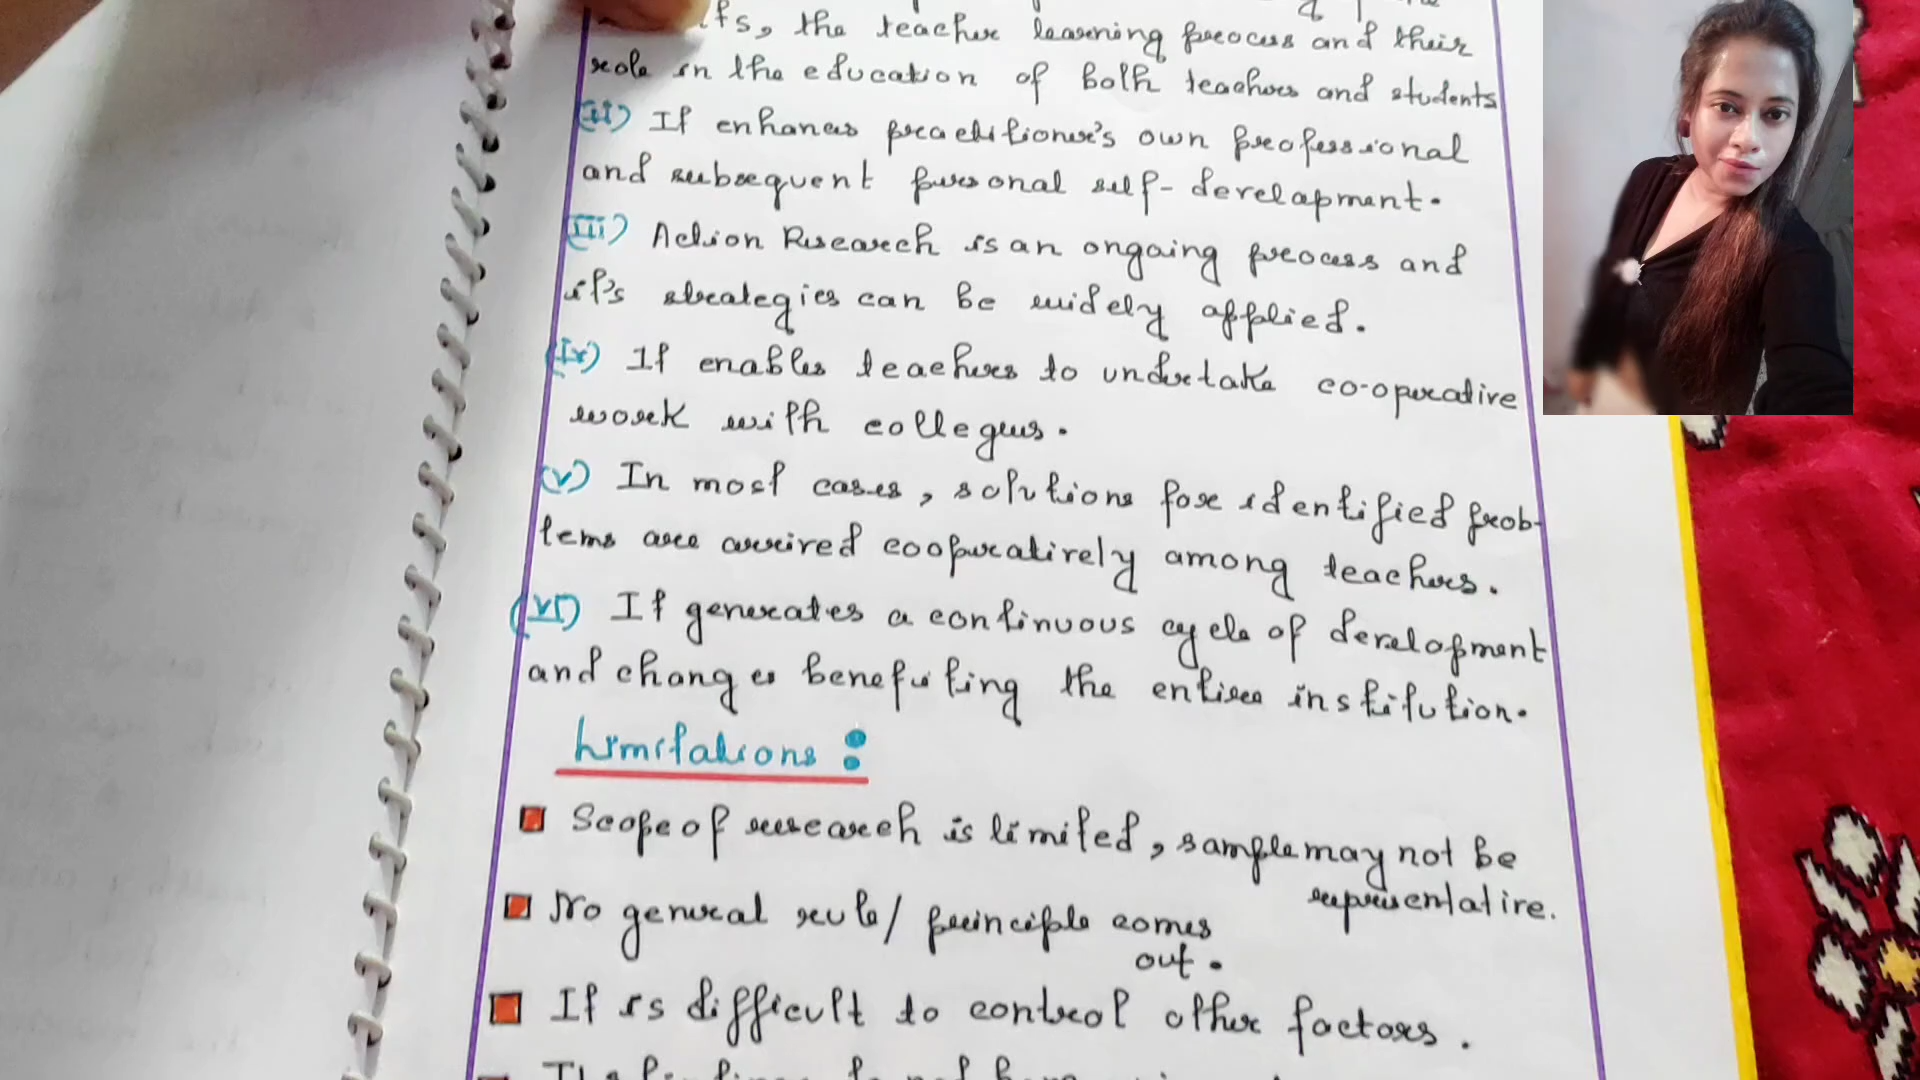 the teacher learning process and their
role in the education of both teachers and students
(ii) It enhances practitioner's own professional
and subsequent personal self-development.
(iii) Action Research is an ongoing process and
it's strategies can be widely applied.
(iv) It enables teachers to undertake co-operative
work with collegues.
(v) In most cases, solutions for identified prob-
lems are arrived cooperatively among teachers.
(vi) It generates a continuous cycle of development
and changes benefiting the entire institution.
Limitations :
Scope of research is limited, sample may not be
representative.
No general rule/ principle comes
out.
It is difficult to control other factors.